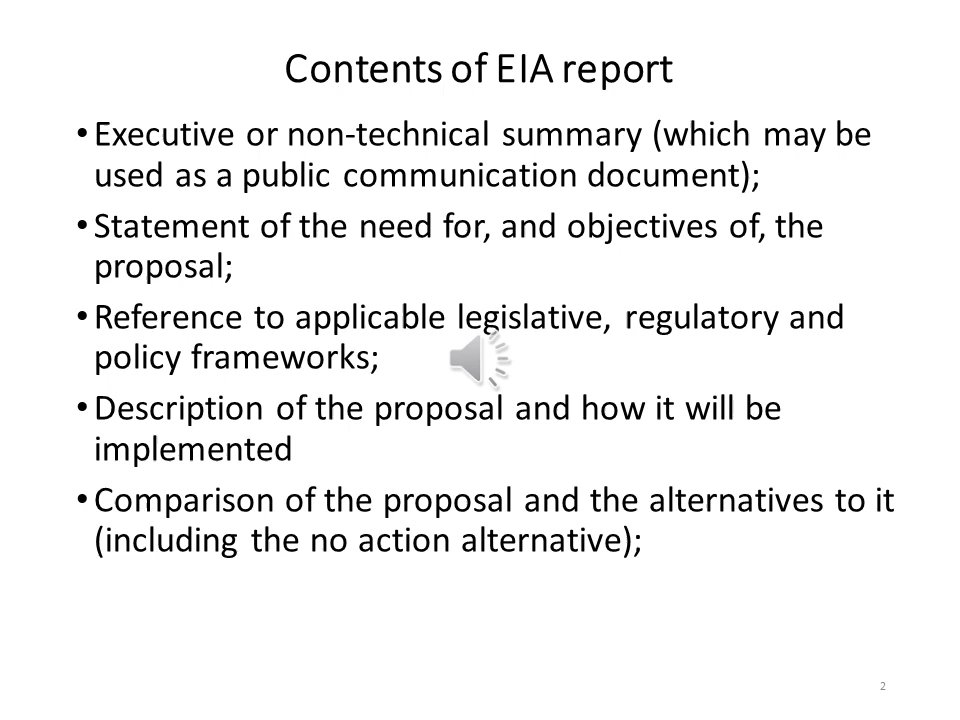 Contents of EIA report
• Executive or non-technical summary (which may be
used as a public communication document);
• Statement of the need for, and objectives of, the
proposal;
• Reference to applicable legislative, regulatory and
policy frameworks;
• Description of the proposal and how it will be
implemented
• Comparison of the proposal and the alternatives to it
(including the no action alternative);
2